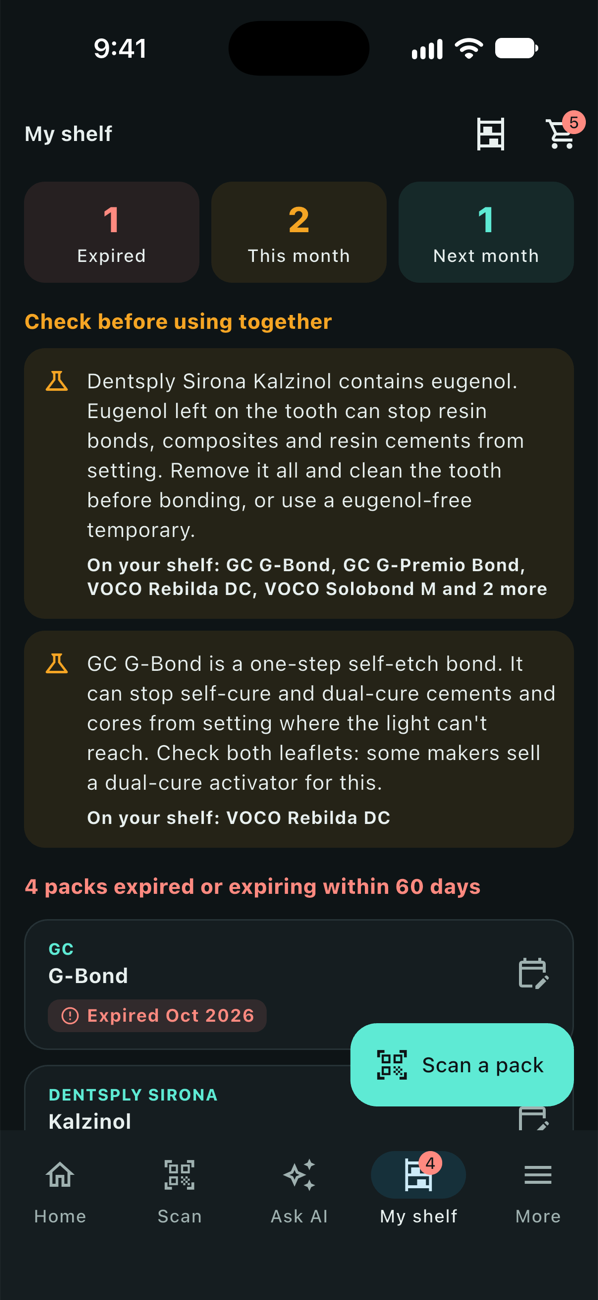 9:41
My shelf
5
1
Expired
2
This month
1
Next month
Check before using together
Dentsply Sirona Kalzinol contains eugenol.
Eugenol left on the tooth can stop resin
bonds, composites and resin cements from
setting. Remove it all and clean the tooth
before bonding, or use a eugenol-free
temporary.
On your shelf: GC G-Bond, GC G-Premio Bond,
VOCO Rebilda DC, VOCO Solobond M and 2 more
GC G-Bond is a one-step self-etch bond. It
can stop self-cure and dual-cure cements and
cores from setting where the light can't
reach. Check both leaflets: some makers sell
a dual-cure activator for this.
On your shelf: VOCO Rebilda DC
4 packs expired or expiring within 60 days
GC
G-Bond
Expired Oct 2026
Scan a pack
DENTSPLY SIRONA
Kalzinol
4
Home
Scan
Ask AI
My shelf
More